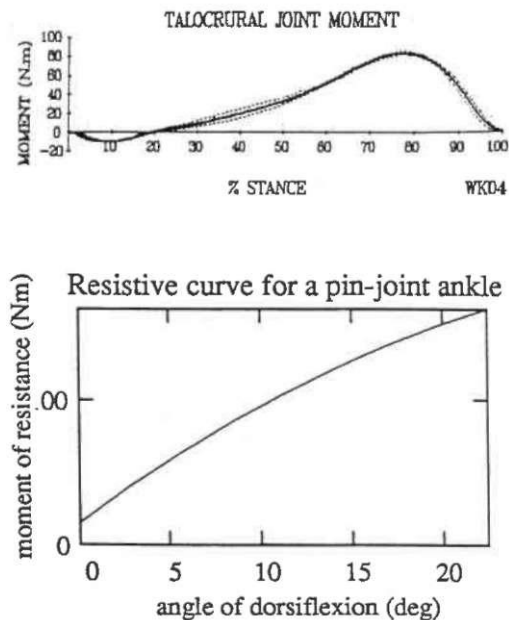 TALOCRURAL JOINT MOMENT
MOMENT (N.m)
100
80
60
40
20
0
-20
10 20 30 40 50 60 70 80 90 100
% STANCE
WK04
Resistive curve for a pin-joint ankle
moment of resistance (Nm)
00
0
0 5 10 15 20
angle of dorsiflexion (deg)